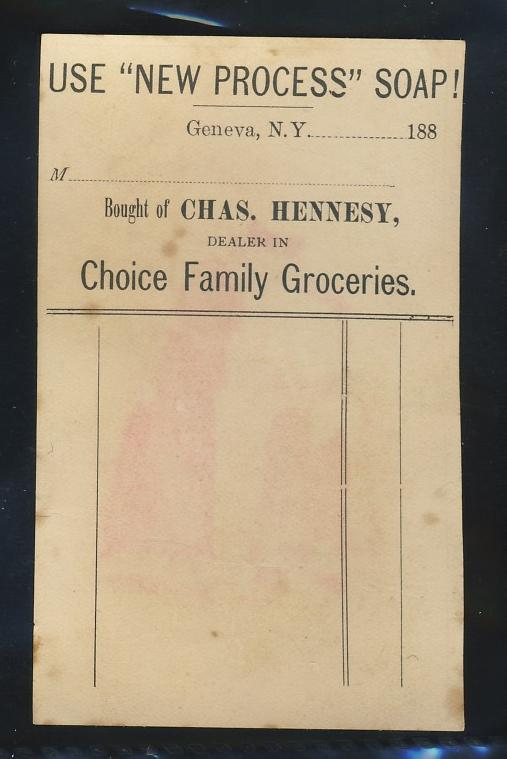 USE “NEW PROCESS” SOAP!
Geneva, N.Y. 188
M
Bought of CHAS. HENNESY,
DEALER IN
Choice Family Groceries.